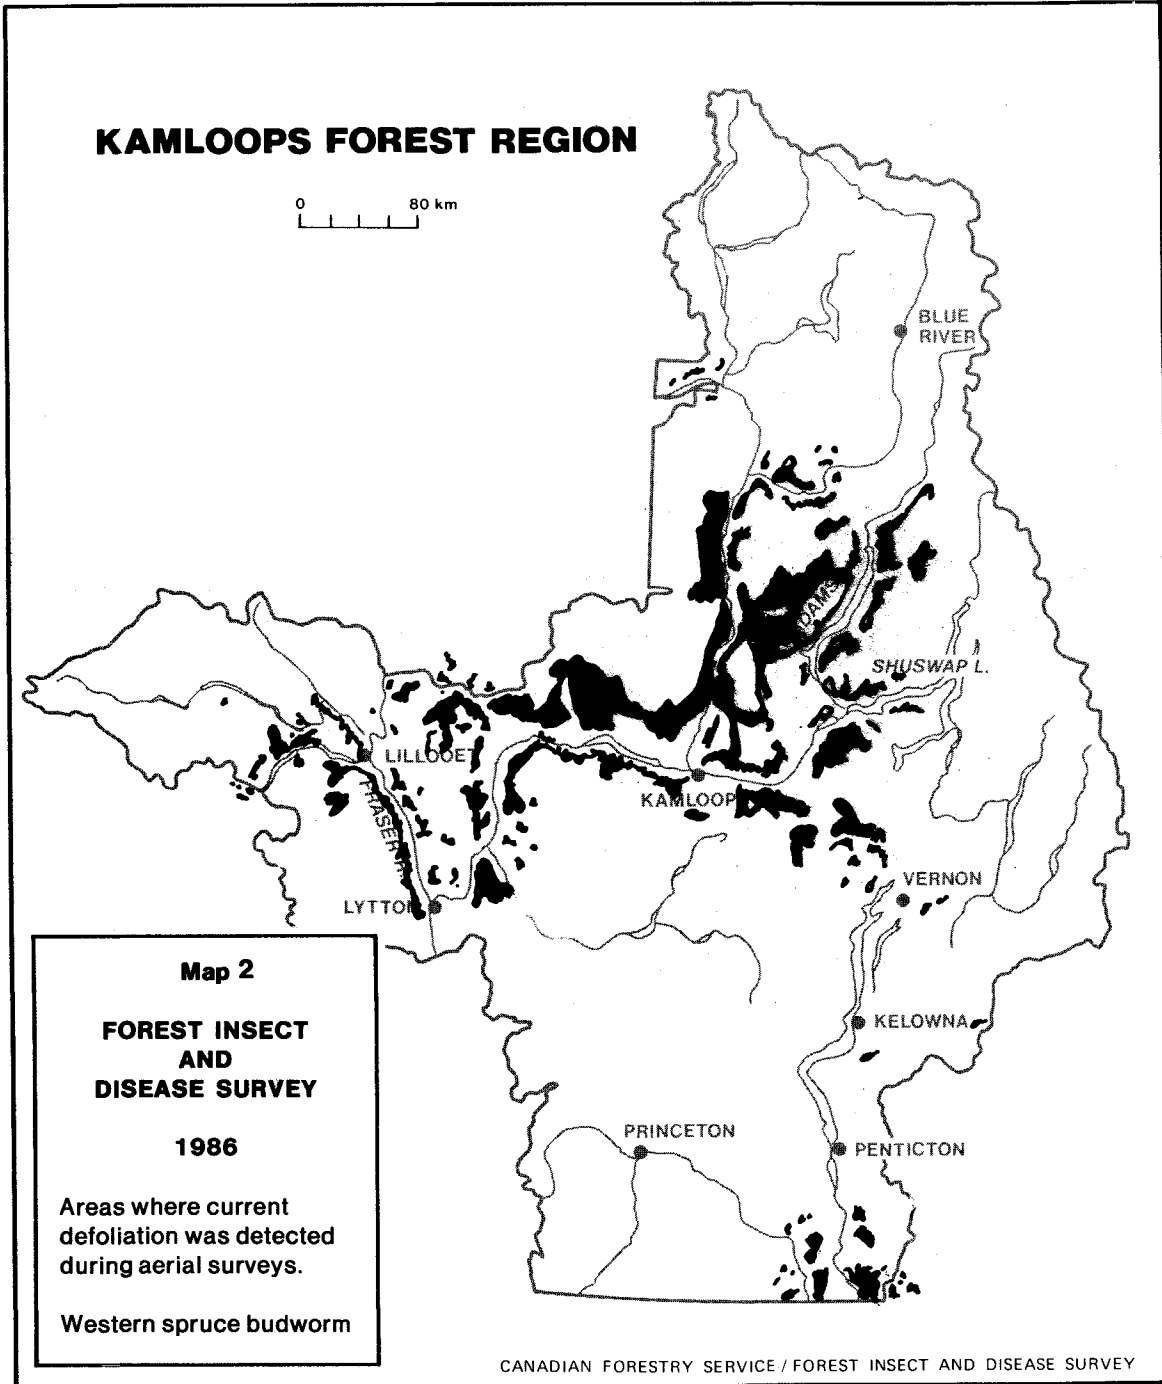 KAMLOOPS FOREST REGION
0 80 km
BLUE
RIVER
ADAMS
SHUSWAP L.
LILLOOET
FRASER R.
KAMLOOP
VERNON
LYTTON
KELOWNA
PRINCETON
PENTICTON
Map 2
FOREST INSECT
AND
DISEASE SURVEY
1986
Areas where current
defoliation was detected
during aerial surveys.
Western spruce budworm
CANADIAN FORESTRY SERVICE / FOREST INSECT AND DISEASE SURVEY